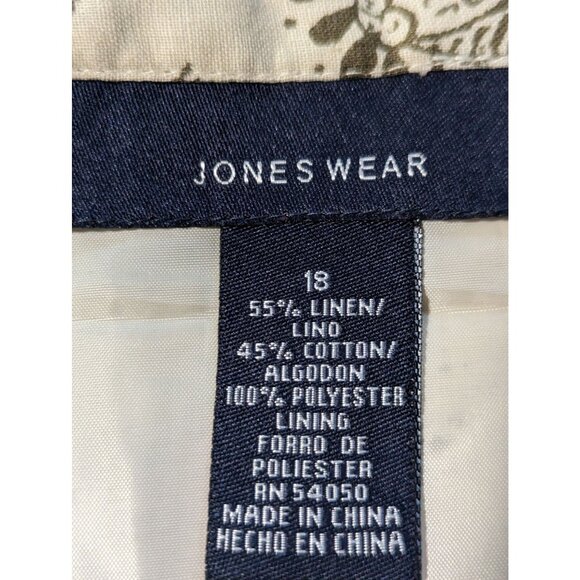 JONES WEAR
18
55% LINEN/
LINO
45% COTTON/
ALGODON
100% POLYESTER
LINING
FORRO DE
POLIESTER
RN 54050
MADE IN CHINA
HECHO EN CHINA